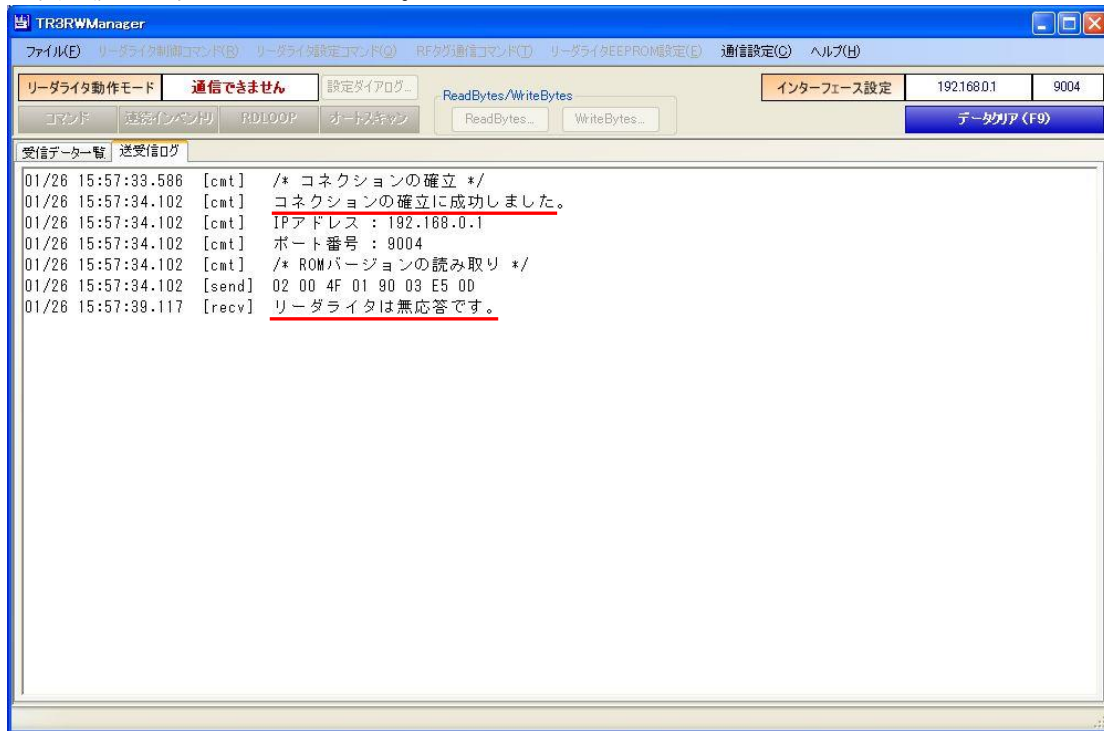 TR3RWManager
ファイル(F) リーダライタ制御コマンド(R) リーダライタ設定コマンド(Q) RFタグ通信コマンド(T) リーダライタEEPROM設定(E) 通信設定(C) ヘルプ(H)
リーダライタ動作モード 通信できません 設定ダイアログ... ReadBytes/WriteBytes インターフェース設定 192.168.0.1 9004
コマンド 連続インベントリ RDLOOP オートスキャン ReadBytes... WriteBytes... データクリア (F9)
受信データ一覧 送受信ログ
01/26 15:57:33.586 [cmt] /* コネクションの確立 */
01/26 15:57:34.102 [cmt] コネクションの確立に成功しました。
01/26 15:57:34.102 [cmt] IPアドレス : 192.168.0.1
01/26 15:57:34.102 [cmt] ポート番号 : 9004
01/26 15:57:34.102 [cmt] /* ROMバージョンの読み取り */
01/26 15:57:34.102 [send] 02 00 4F 01 90 03 E5 0D
01/26 15:57:39.117 [recv] リーダライタは無応答です。